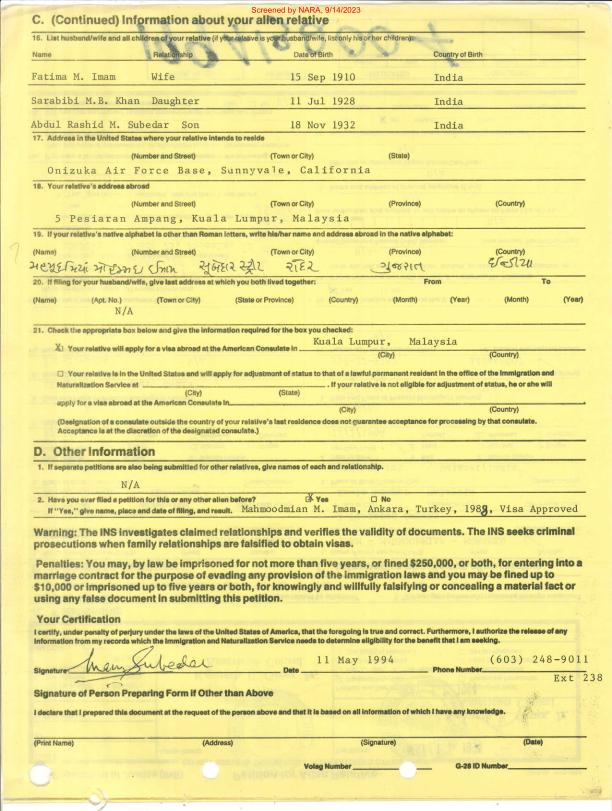 Screened by NARA, 9/14/2023
C. (Continued) Information about your alien relative
16. List husband/wife and all children of your relative (if your relative is your husband/wife, list only his or her children).
Name Relationship Date of Birth Country of Birth
Fatima M. Imam Wife 15 Sep 1910 India
Sarabibi M.B. Khan Daughter 11 Jul 1928 India
Abdul Rashid M. Subedar Son 18 Nov 1932 India
17. Address in the United States where your relative intends to reside
(Number and Street) (Town or City) (State)
Onizuka Air Force Base, Sunnyvale, California
18. Your relative's address abroad
(Number and Street) (Town or City) (Province) (Country)
5 Pesiaran Ampang, Kuala Lumpur, Malaysia
19. If your relative's native alphabet is other than Roman letters, write his/her name and address abroad in the native alphabet:
(Name) (Number and Street) (Town or City) (Province) (Country)
ઈમામ સુબેદાર સ્ટ્રીટ રાંદેર ગુજરાત ઈન્ડીયા
20. If filing for your husband/wife, give last address at which you both lived together: From To
(Name) (Apt. No.) (Town or City) (State or Province) (Country) (Month) (Year) (Month) (Year)
N/A
21. Check the appropriate box below and give the information required for the box you checked:
X Your relative will apply for a visa abroad at the American Consulate in Kuala Lumpur, Malaysia
(City) (Country)
☐ Your relative is in the United States and will apply for adjustment of status to that of a lawful permanent resident in the office of the Immigration and
Naturalization Service at . If your relative is not eligible for adjustment of status, he or she will
(City) (State)
apply for a visa abroad at the American Consulate in
(City) (Country)
(Designation of a consulate outside the country of your relative's last residence does not guarantee acceptance for processing by that consulate.
Acceptance is at the discretion of the designated consulate.)
D. Other Information
1. If separate petitions are also being submitted for other relatives, give names of each and relationship.
N/A
2. Have you ever filed a petition for this or any other alien before? X Yes ☐ No
If "Yes," give name, place and date of filing, and result. Mahmoodmian M. Imam, Ankara, Turkey, 1988, Visa Approved
Warning: The INS investigates claimed relationships and verifies the validity of documents. The INS seeks criminal
prosecutions when family relationships are falsified to obtain visas.
Penalties: You may, by law be imprisoned for not more than five years, or fined $250,000, or both, for entering into a
marriage contract for the purpose of evading any provision of the immigration laws and you may be fined up to
$10,000 or imprisoned up to five years or both, for knowingly and willfully falsifying or concealing a material fact or
using any false document in submitting this petition.
Your Certification
I certify, under penalty of perjury under the laws of the United States of America, that the foregoing is true and correct. Furthermore, I authorize the release of any
information from my records which the Immigration and Naturalization Service needs to determine eligibility for the benefit that I am seeking.
Signature Imam Subedar Date 11 May 1994 Phone Number (603) 248-9011
Ext 238
Signature of Person Preparing Form if Other than Above
I declare that I prepared this document at the request of the person above and that it is based on all information of which I have any knowledge.
(Print Name) (Address) (Signature) (Date)
Volag Number G-28 ID Number